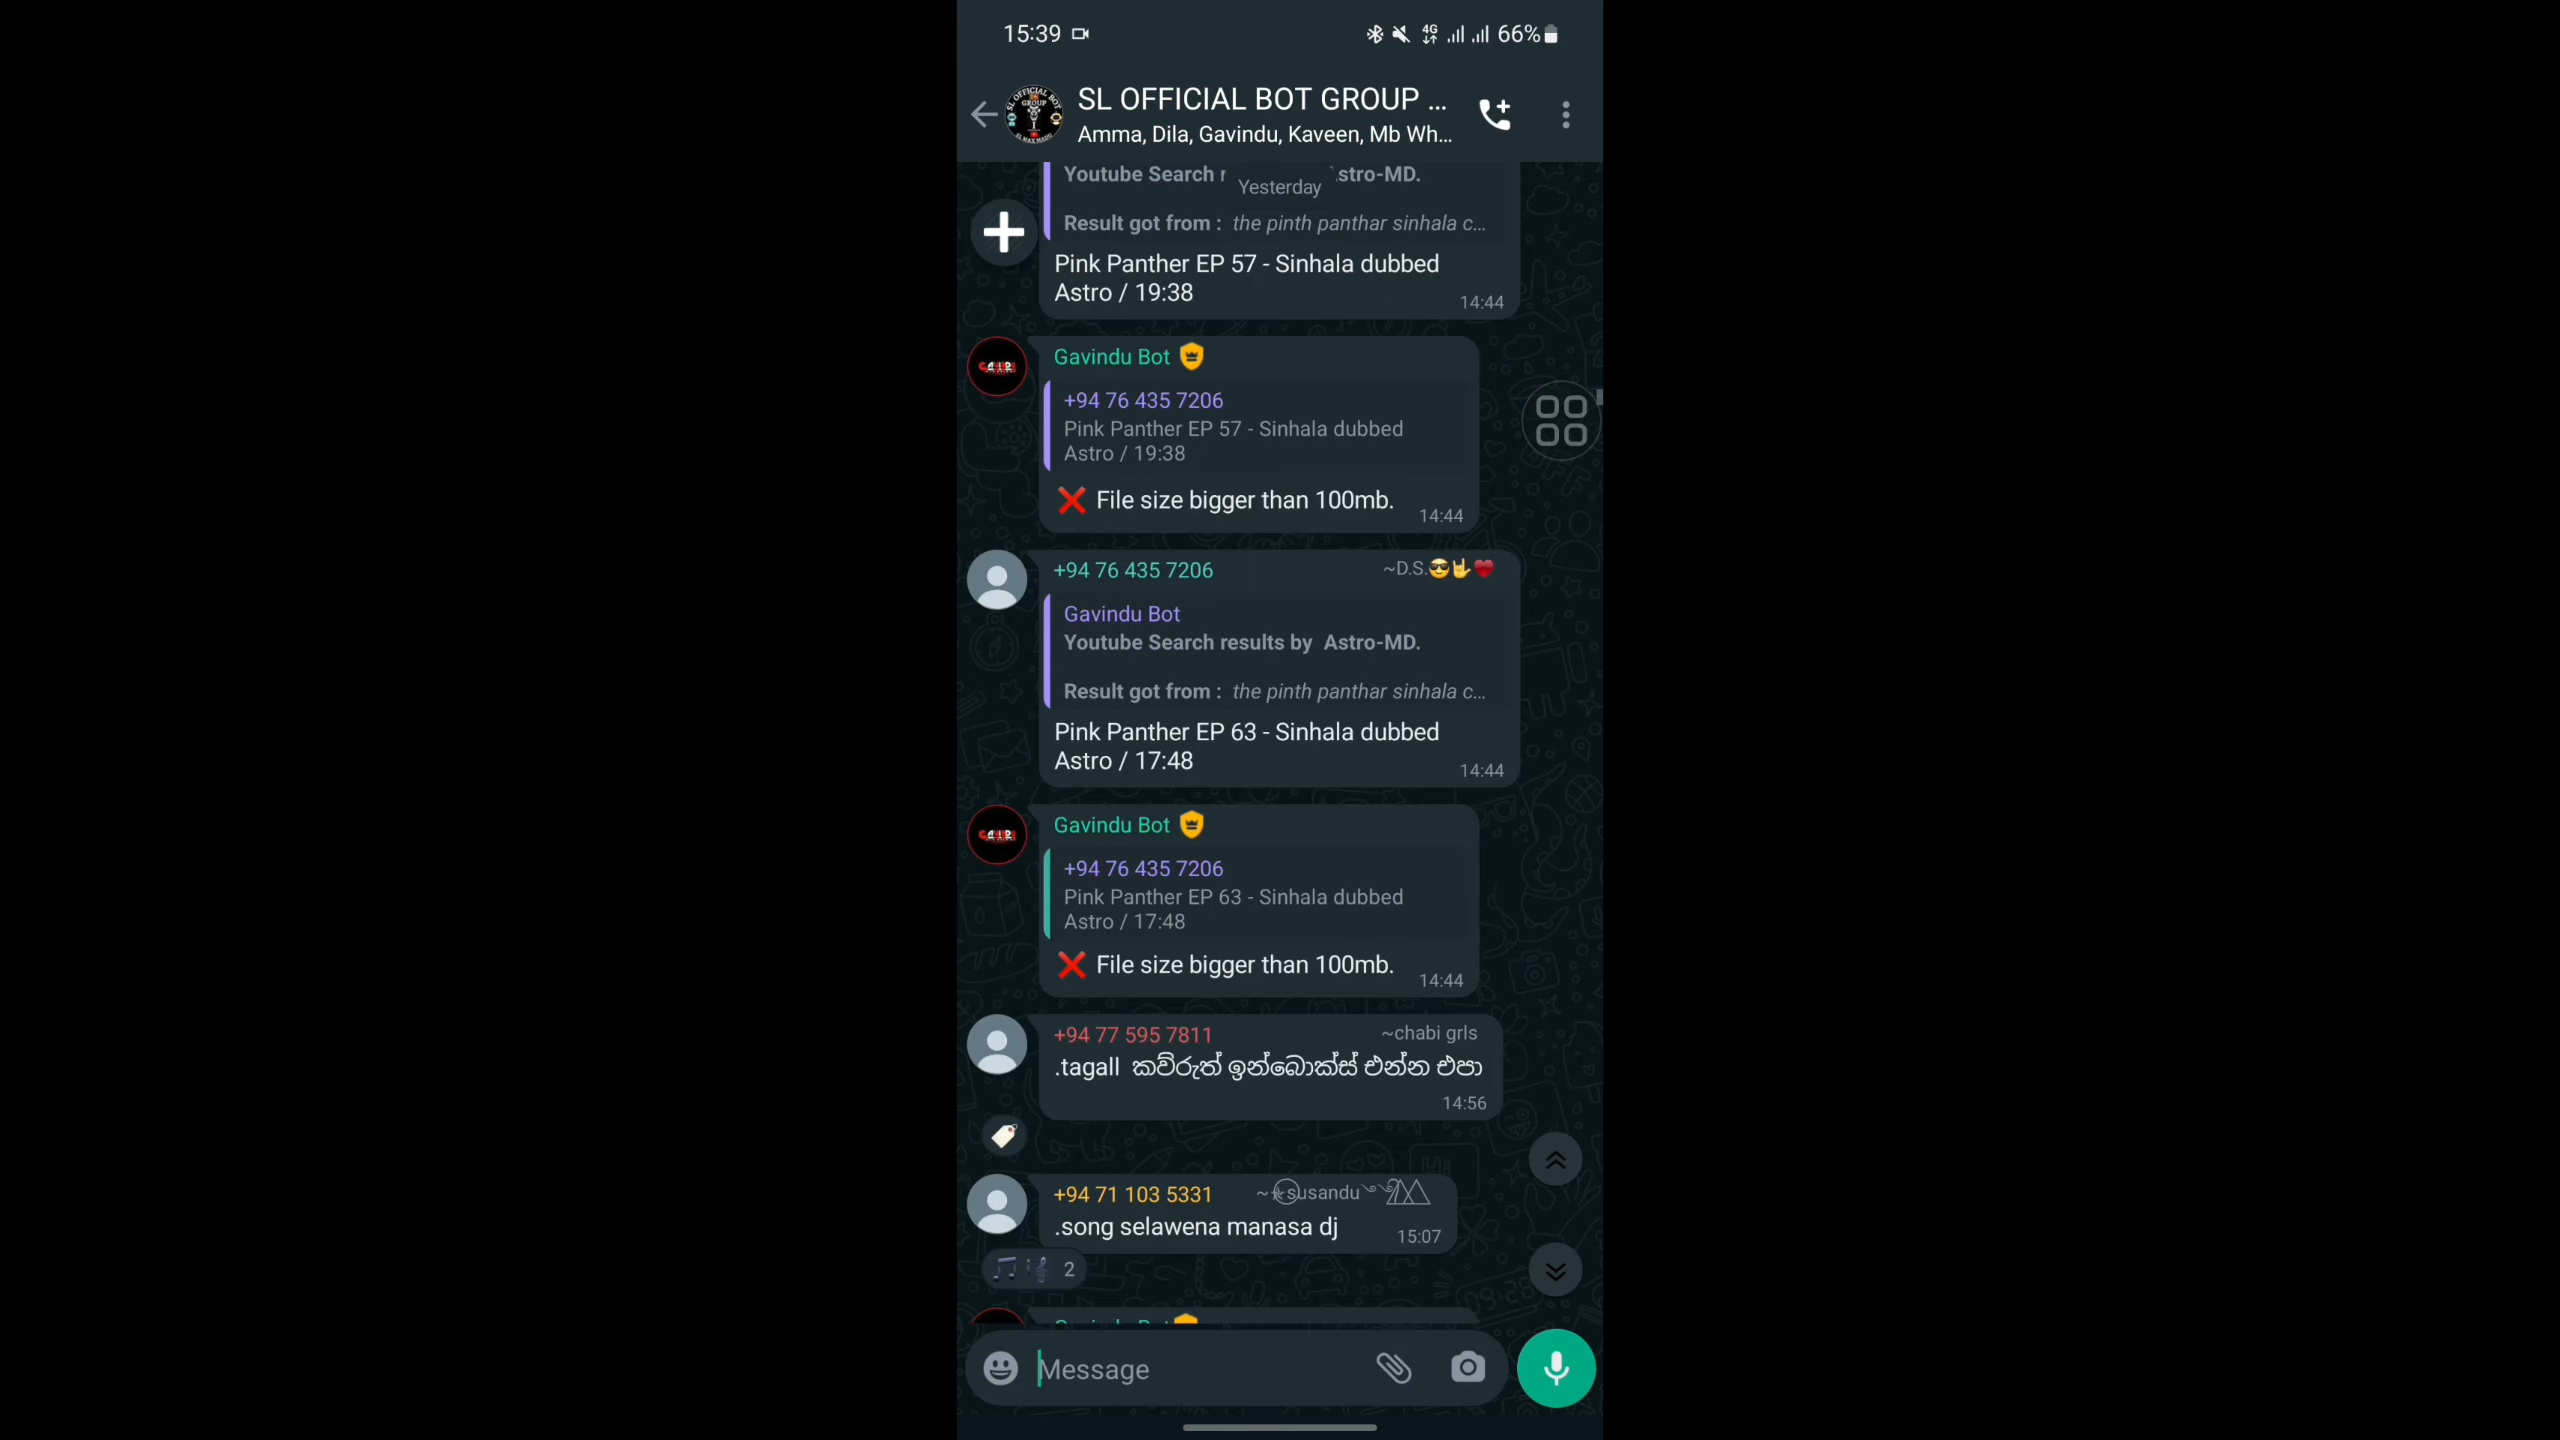 15:39
4G 66%
SL OFFICIAL BOT GROUP ...
Amma, Dila, Gavindu, Kaveen, Mb Wh...
Youtube Search r
stro-MD.
Yesterday
Result got from : the pinth panthar sinhala c...
Pink Panther EP 57 - Sinhala dubbed
Astro / 19:38
14:44
Gavindu Bot
+94 76 435 7206
Pink Panther EP 57 - Sinhala dubbed
Astro / 19:38
❌ File size bigger than 100mb.
14:44
+94 76 435 7206 ~D.S.😎🤟♥️
Gavindu Bot
Youtube Search results by Astro-MD.
Result got from : the pinth panthar sinhala c...
Pink Panther EP 63 - Sinhala dubbed
Astro / 17:48
14:44
Gavindu Bot
+94 76 435 7206
Pink Panther EP 63 - Sinhala dubbed
Astro / 17:48
❌ File size bigger than 100mb.
14:44
+94 77 595 7811 ~chabi grls
.tagall කව්රුත් ඉන්බොක්ස් එන්න එපා
14:56
+94 71 103 5331 ~susandu
.song selawena manasa dj
15:07
2
Message